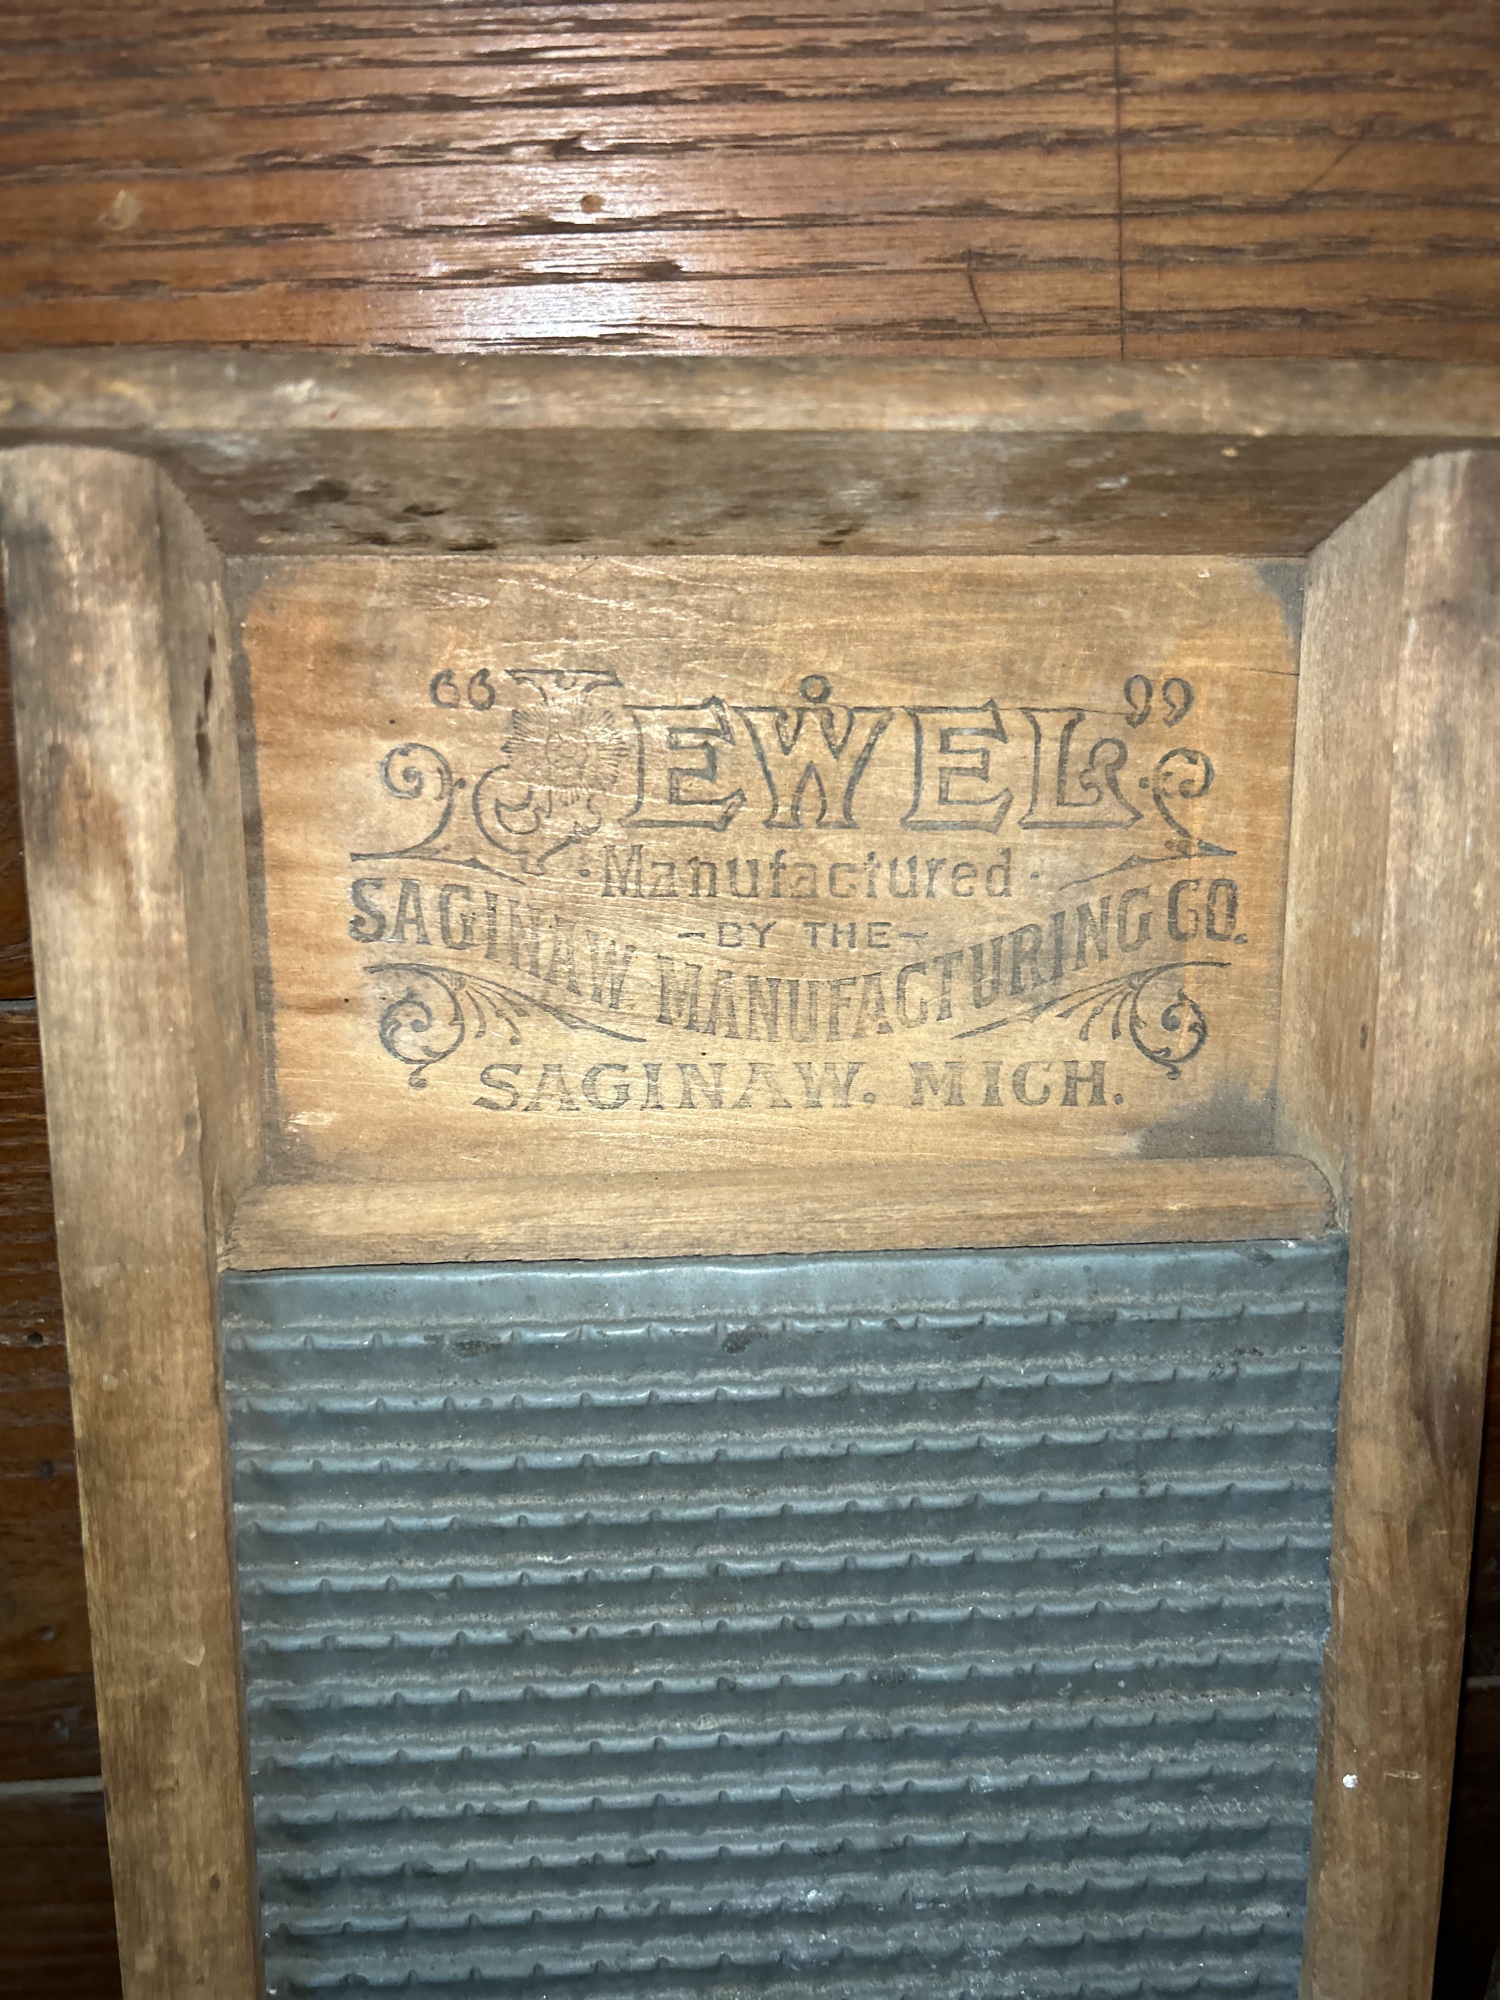 “JEWEL”
·Manufactured·
-BY THE-
SAGINAW MANUFACTURING CO.
SAGINAW. MICH.